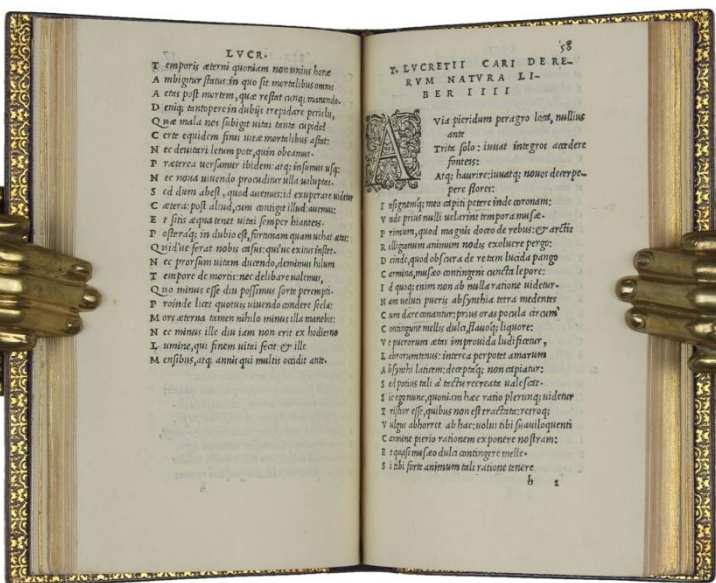 LVCR.
T emporis æterni quoniam non unius horæ
A mbigitur status: in quo sit mortalibus omnis
A etas post mortem, quæ restat cunq; manendo.
D eniq; tantopere in dubijs trepidare periclis,
Q uæ mala nos subigit uitai tanta cupido?
C erte equidem finis uitæ mortalibus astat:
N ec deuitari letum pote, quin obeamus.
P ræterea uersamur ibidem: atq; insumus usq;
N ec noua uiuendo procuditur ulla uoluptas.
S ed dum abest, quod auemus: id exuperare uidetur
C ætera: post aliud, cum contigit illud: auemus:
E t sitis æqua tenet uitai semper hiantes.
P ostraq; in dubio est, fortunam quam uehat ætas:
Q uid'ue ferat nobis casus: qui'ue exitus instet.
N ec prorsum uitam ducendo, demimus hilum
T empore de mortis: nec delibare ualemus,
Q uo minus esse diu possimus forte perempti.
P roinde licet quotuis uiuendo condere secla:
M ors æterna tamen nihilo minus illa manebit:
N ec minus ille diu iam non erit ex hodierno
L umine, qui finem uitai fecit & ille
M ensibus, atq; annis qui multis occidit ante.
58
T. LVCRETII CARI DE RE–
RVM NATVRA LI–
BER IIII
A Via pieridum peragro loca, nullius
ante
Trita solo: iuuat integros accedere
fonteis:
Atq; haurire: iuuatq; nouos decerpe–
pere flores:
I nsignemq; meo capiti petere inde coronam:
V nde prius nulli uelarint tempora musæ.
P rimum, quod magnis doceo de rebus: & arctis
R elligionum animum nodis exoluere pergo:
D einde, quod obscura de re tam lucida pango
C armina, musæo contingens cuncta lepore:
I d quoq; enim non ab nulla ratione uidetur.
N am ueluti pueris absynthia tetra medentes
C um dare conantur: prius oras pocula circum
C ontingunt mellis dulci, flauoq; liquore:
V t puerorum ætas improuida ludificetur,
L abrorum tenus: interea perpotet amarum
A bsynthi laticem: deceptaq; non capiatur:
S ed potius tali a tactu recreata ualescat.
S ic ego nunc, quoniam hæc ratio plerunq; uidetur
T ristior esse, quibus non est tractata: retroq;
V ulgus abhorret ab hac: uolui tibi suauiloquenti
C armine pierio rationem exponere nostram:
E t quasi musæo dulci contingere melle.
S i tibi forte animum tali ratione tenere
h 2